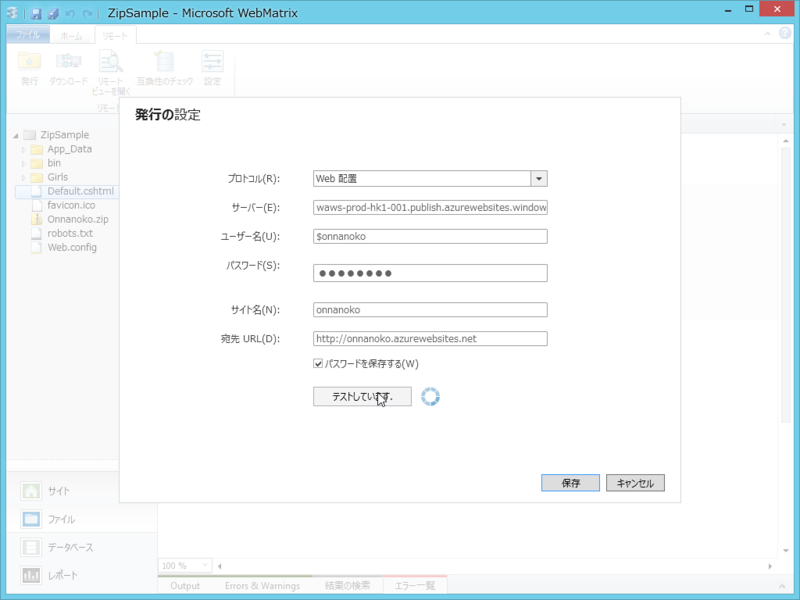 ZipSample - Microsoft WebMatrix
ファイル ホーム リモート
発行 ダウンロード リモート ビューを開く 互換性のチェック 設定
リモート
発行の設定
ZipSample
App_Data
bin
Girls
Default.cshtml
favicon.ico
Onnanoko.zip
robots.txt
Web.config
プロトコル(R): Web 配置
サーバー(E): waws-prod-hk1-001.publish.azurewebsites.window
ユーザー名(U): $onnanoko
パスワード(S): ●●●●●●●●
サイト名(N): onnanoko
宛先 URL(D): http://onnanoko.azurewebsites.net
パスワードを保存する(W)
テストしています.
保存 キャンセル
サイト
ファイル
データベース
レポート
100 %
Output Errors & Warnings 結果の検索 エラー一覧